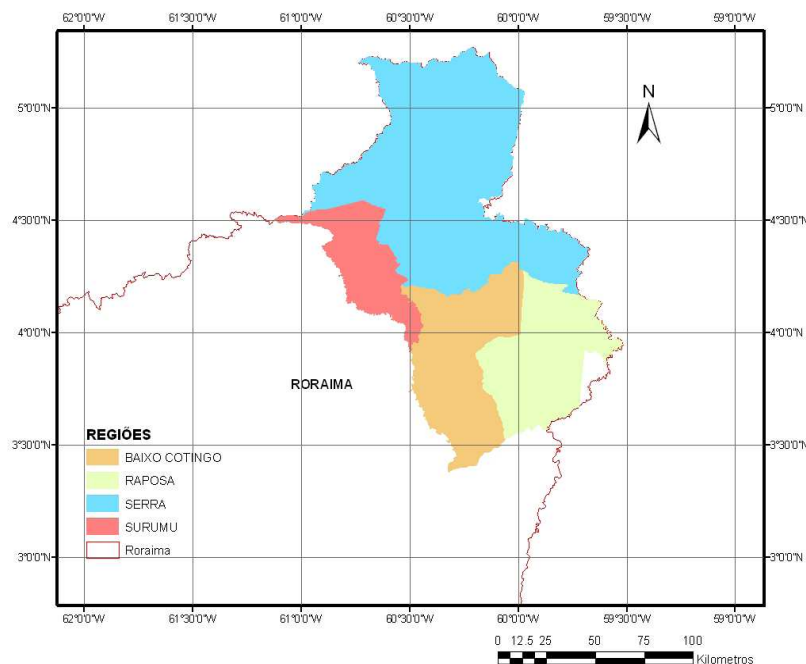 62°0'0"W 61°30'0"W 61°0'0"W 60°30'0"W 60°0'0"W 59°30'0"W 59°0'0"W
N
5°0'0"N 5°0'0"N
4°30'0"N 4°30'0"N
4°0'0"N 4°0'0"N
RORAIMA
3°30'0"N 3°30'0"N
REGIÕES
BAIXO COTINGO
RAPOSA
SERRA
SURUMU
Roraima
3°0'0"N 3°0'0"N
62°0'0"W 61°30'0"W 61°0'0"W 60°30'0"W 60°0'0"W 59°30'0"W 59°0'0"W
0 12.5 25 50 75 100
Kilometros